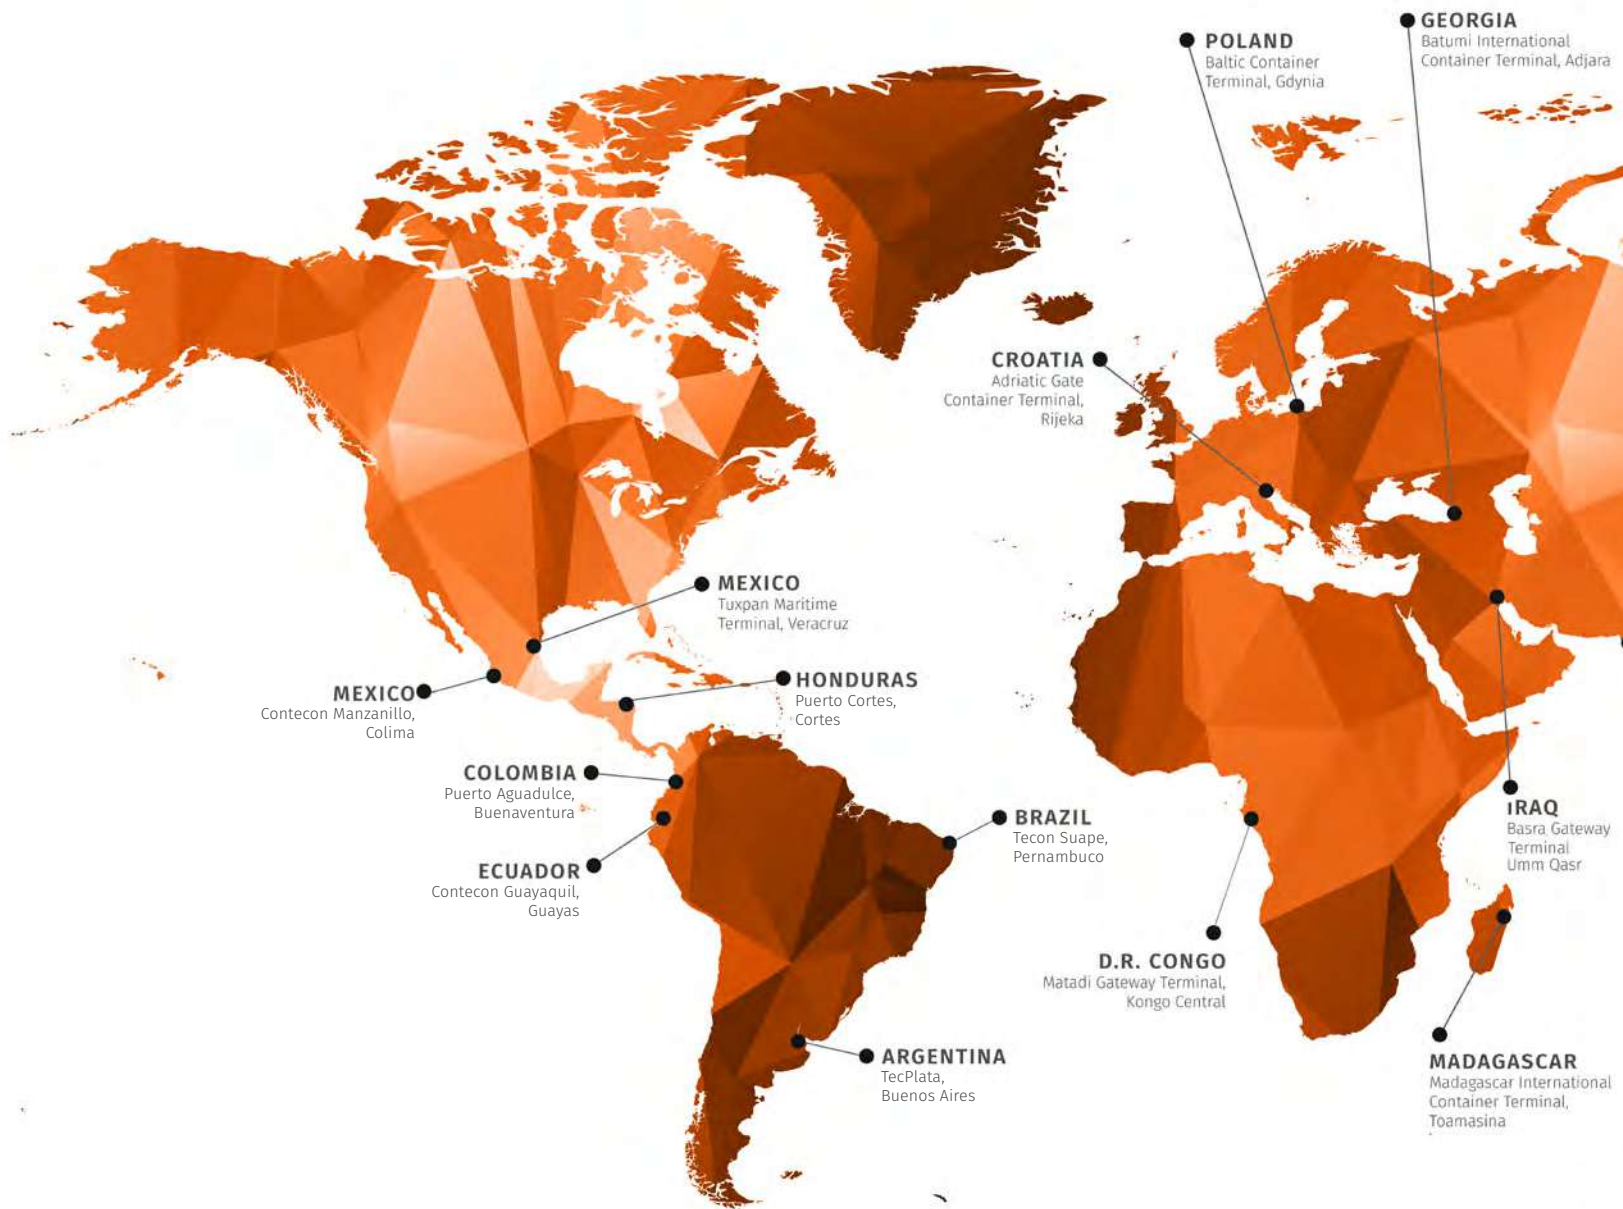 POLAND
Baltic Container
Terminal, Gdynia
GEORGIA
Batumi International
Container Terminal, Adjara
CROATIA
Adriatic Gate
Container Terminal,
Rijeka
MEXICO
Tuxpan Maritime
Terminal, Veracruz
MEXICO
Contecon Manzanillo,
Colima
HONDURAS
Puerto Cortes,
Cortes
COLOMBIA
Puerto Aguadulce,
Buenaventura
ECUADOR
Contecon Guayaquil,
Guayas
BRAZIL
Tecon Suape,
Pernambuco
IRAQ
Basra Gateway
Terminal
Umm Qasr
D.R. CONGO
Matadi Gateway Terminal,
Kongo Central
ARGENTINA
TecPlata,
Buenos Aires
MADAGASCAR
Madagascar International
Container Terminal,
Toamasina